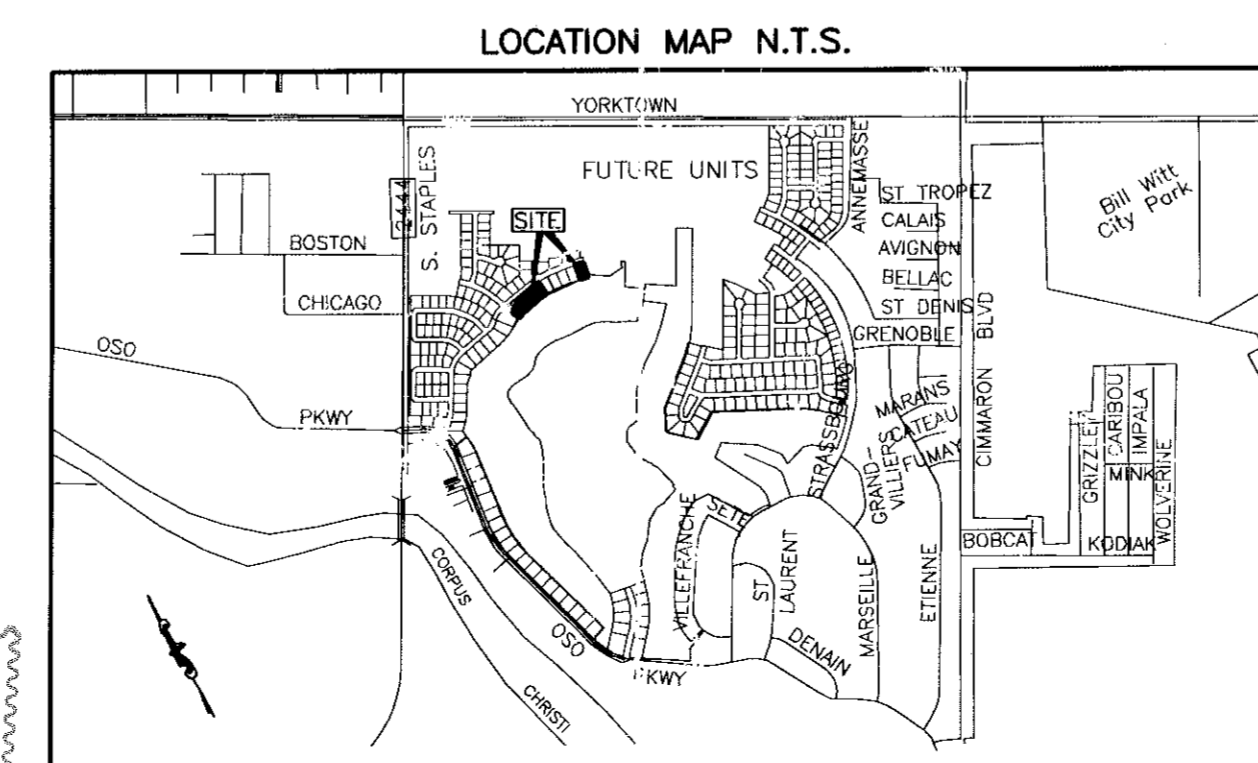 LOCATION MAP N.T.S.
YORKTOWN
FUTURE UNITS
S. STAPLES
2444
SITE
BOSTON
CHICAGO
OSO
PKWY
ANNEMASSE
ST TROPEZ
CALAIS
AVIGNON
BELLAC
ST DENIS
GRENOBLE
CIMMARON BLVD
Bill Witt
City Park
STRASSBOURG
MARANS
CATEAU
FUMAY
GRAND-
VILLIERS
GRIZZLEY
CARIBOU
IMPALA
MINK
WOLVERINE
BOBCAT
KODIAK
SETE
VILLEFRANCHE
ST
LAURENT
MARSEILLE
ETIENNE
DENAIN
CORPUS
CHRISTI
OSO
PKWY